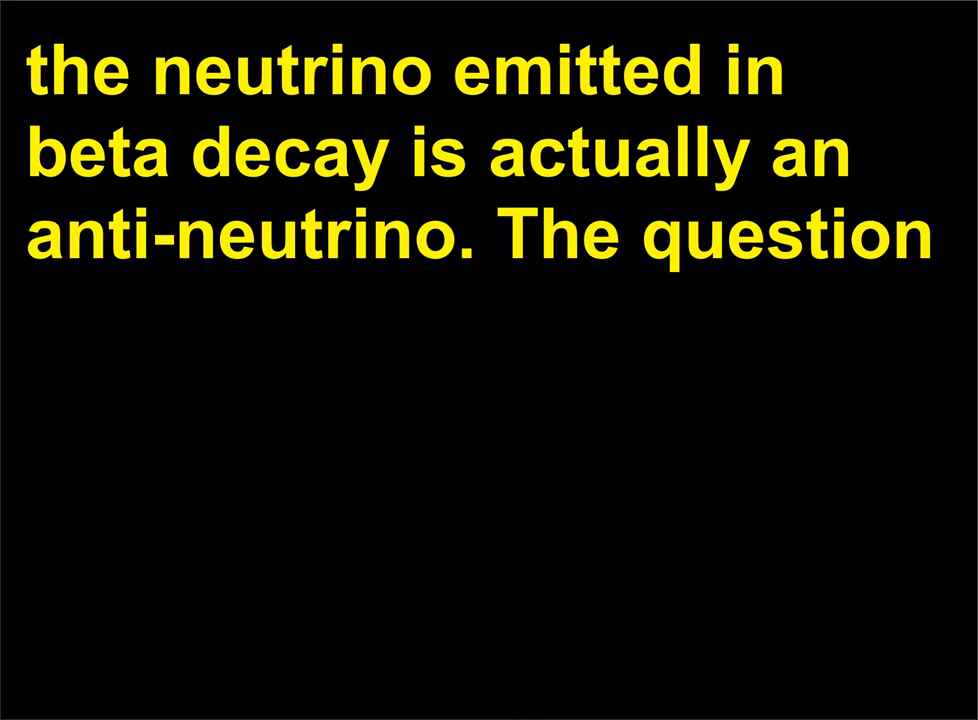 the neutrino emitted in
beta decay is actually an
anti-neutrino. The question